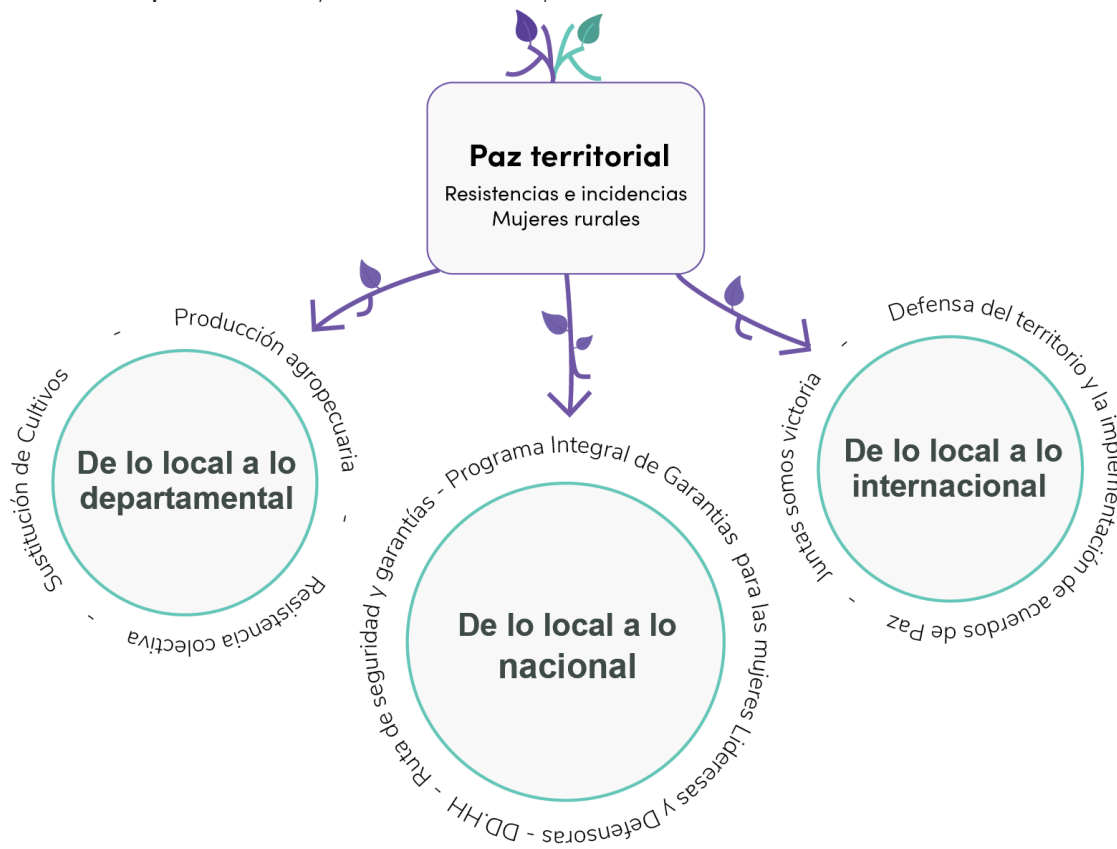 Paz territorial
Resistencias e incidencias
Mujeres rurales
- Producción agropecuaria - Resistencia colectiva - Sustitución de Cultivos
De lo local a lo
departamental
Programa Integral de Garantias para las mujeres Lideresas y Defensoras - DD.HH - Ruta de seguridad y garantías -
De lo local a lo
nacional
Defensa del territorio y la implementación de acuerdos de Paz - Juntas somos victoria -
De lo local a lo
internacional